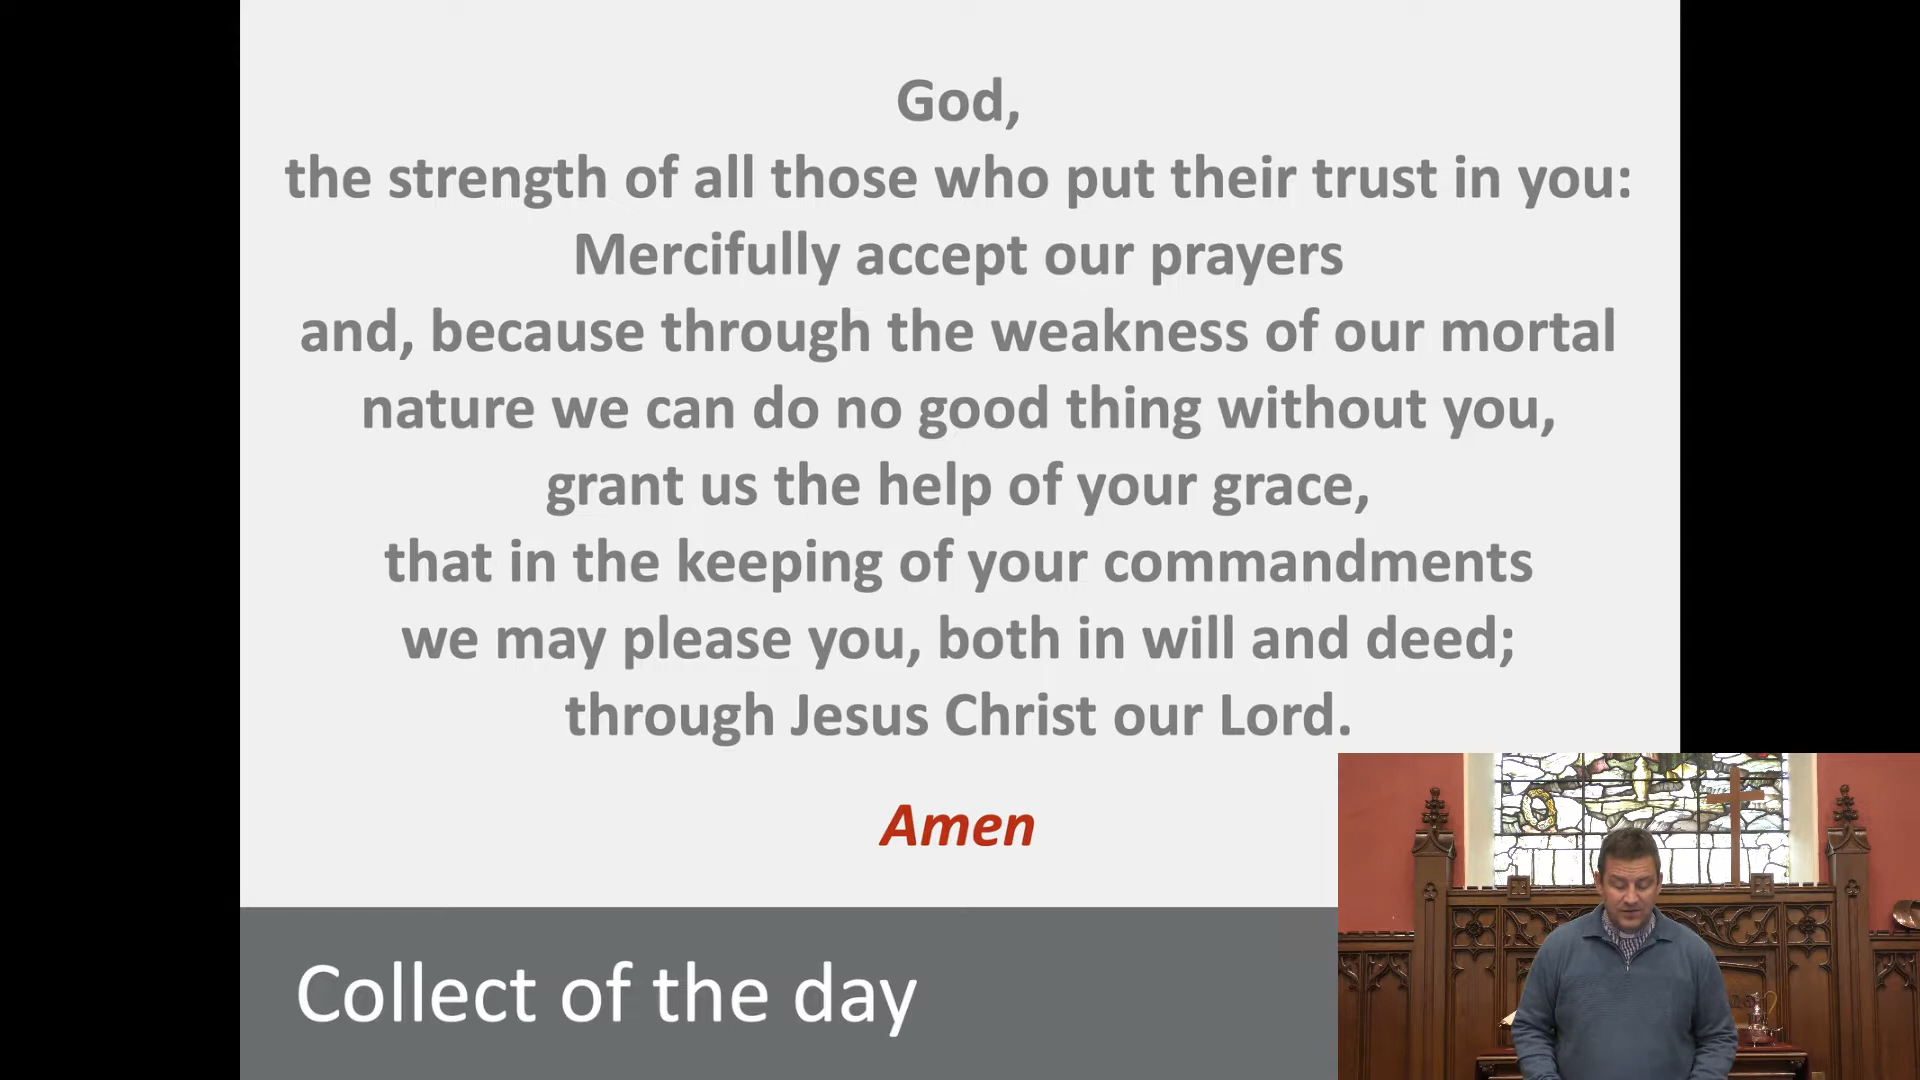 God,
the strength of all those who put their trust in you:
Mercifully accept our prayers
and, because through the weakness of our mortal
nature we can do no good thing without you,
grant us the help of your grace,
that in the keeping of your commandments
we may please you, both in will and deed;
through Jesus Christ our Lord.
Amen
Collect of the day